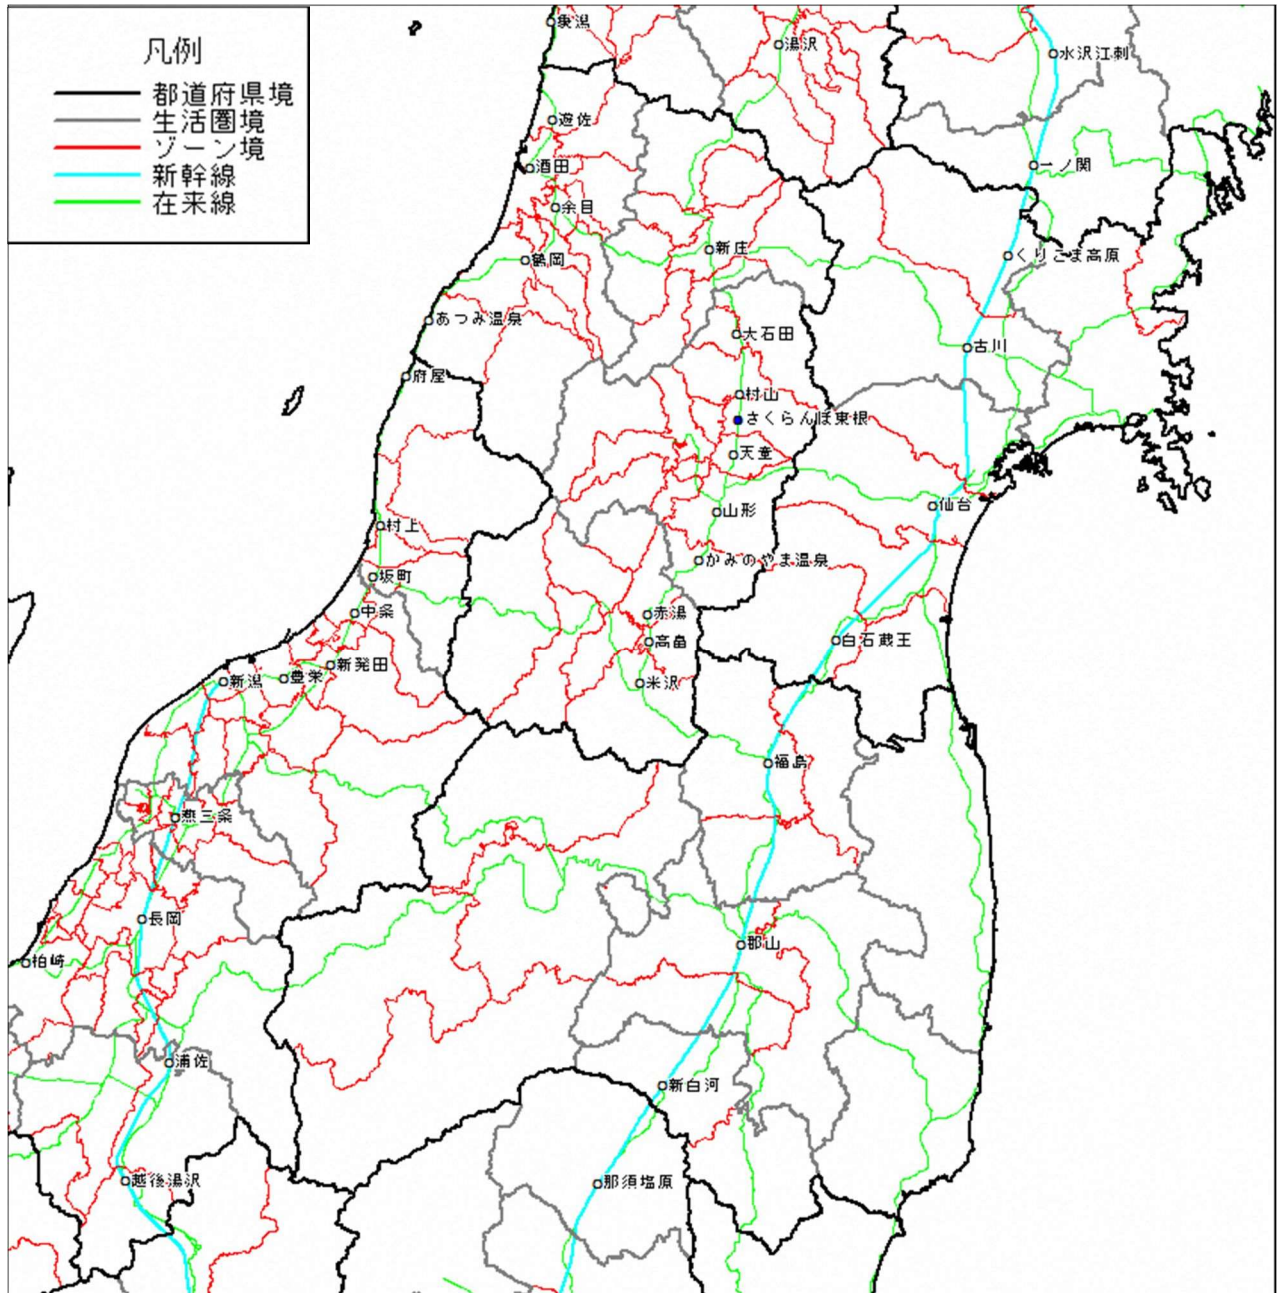 凡例
都道府県境
生活圏境
ゾーン境
新幹線
在来線
象潟
湯沢
水沢江刺
遊佐
酒田
一ノ関
余目
新庄
くりこま高原
鶴岡
あつみ温泉
大石田
古川
府屋
村山
さくらんぼ東根
天童
仙台
山形
村上
かみのやま温泉
坂町
中条
赤湯
高畠
白石蔵王
新発田
豊栄
新潟
米沢
福島
燕三条
長岡
郡山
柏崎
浦佐
新白河
越後湯沢
那須塩原